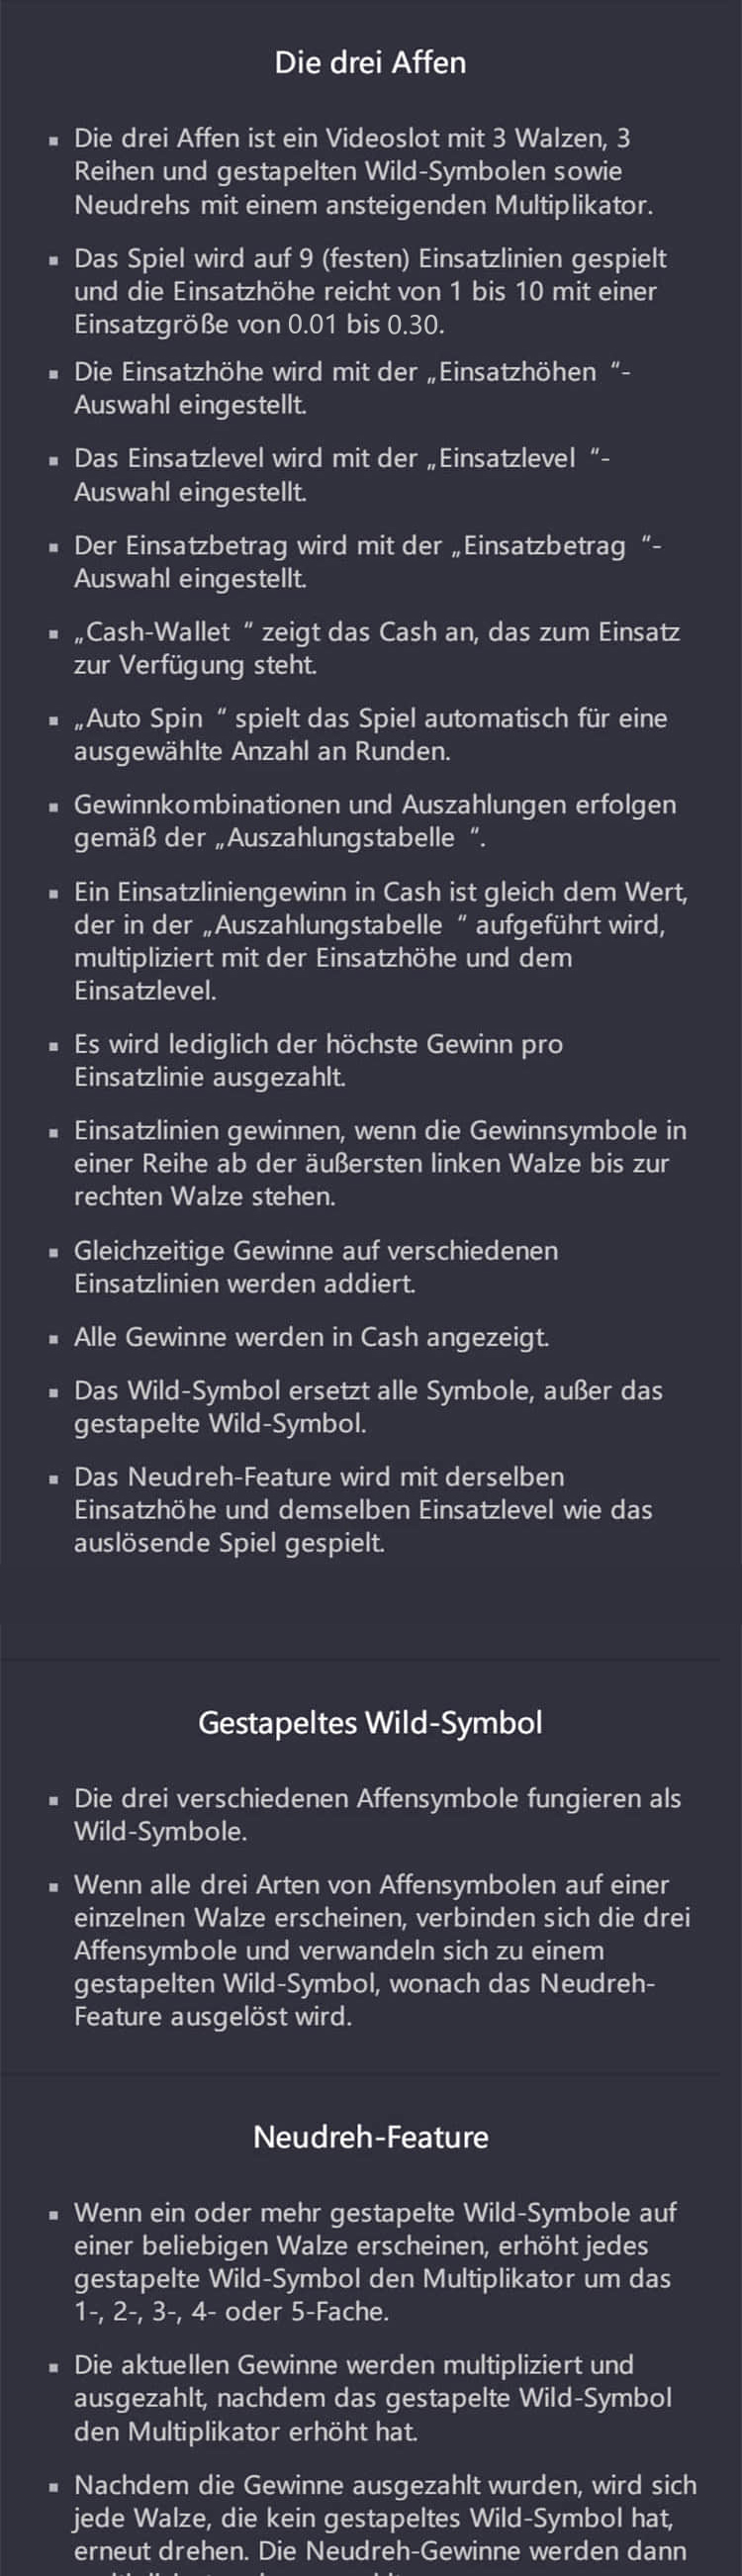 Die drei Affen
▪ Die drei Affen ist ein Videoslot mit 3 Walzen, 3
Reihen und gestapelten Wild-Symbolen sowie
Neudrehs mit einem ansteigenden Multiplikator.
▪ Das Spiel wird auf 9 (festen) Einsatzlinien gespielt
und die Einsatzhöhe reicht von 1 bis 10 mit einer
Einsatzgröße von 0.01 bis 0.30.
▪ Die Einsatzhöhe wird mit der „Einsatzhöhen “-
Auswahl eingestellt.
▪ Das Einsatzlevel wird mit der „Einsatzlevel “-
Auswahl eingestellt.
▪ Der Einsatzbetrag wird mit der „Einsatzbetrag “-
Auswahl eingestellt.
▪ „Cash-Wallet “ zeigt das Cash an, das zum Einsatz
zur Verfügung steht.
▪ „Auto Spin “ spielt das Spiel automatisch für eine
ausgewählte Anzahl an Runden.
▪ Gewinnkombinationen und Auszahlungen erfolgen
gemäß der „Auszahlungstabelle “.
▪ Ein Einsatzliniengewinn in Cash ist gleich dem Wert,
der in der „Auszahlungstabelle “ aufgeführt wird,
multipliziert mit der Einsatzhöhe und dem
Einsatzlevel.
▪ Es wird lediglich der höchste Gewinn pro
Einsatzlinie ausgezahlt.
▪ Einsatzlinien gewinnen, wenn die Gewinnsymbole in
einer Reihe ab der äußersten linken Walze bis zur
rechten Walze stehen.
▪ Gleichzeitige Gewinne auf verschiedenen
Einsatzlinien werden addiert.
▪ Alle Gewinne werden in Cash angezeigt.
▪ Das Wild-Symbol ersetzt alle Symbole, außer das
gestapelte Wild-Symbol.
▪ Das Neudreh-Feature wird mit derselben
Einsatzhöhe und demselben Einsatzlevel wie das
auslösende Spiel gespielt.
Gestapeltes Wild-Symbol
▪ Die drei verschiedenen Affensymbole fungieren als
Wild-Symbole.
▪ Wenn alle drei Arten von Affensymbolen auf einer
einzelnen Walze erscheinen, verbinden sich die drei
Affensymbole und verwandeln sich zu einem
gestapelten Wild-Symbol, wonach das Neudreh-
Feature ausgelöst wird.
Neudreh-Feature
▪ Wenn ein oder mehr gestapelte Wild-Symbole auf
einer beliebigen Walze erscheinen, erhöht jedes
gestapelte Wild-Symbol den Multiplikator um das
1-, 2-, 3-, 4- oder 5-Fache.
▪ Die aktuellen Gewinne werden multipliziert und
ausgezahlt, nachdem das gestapelte Wild-Symbol
den Multiplikator erhöht hat.
▪ Nachdem die Gewinne ausgezahlt wurden, wird sich
jede Walze, die kein gestapeltes Wild-Symbol hat,
erneut drehen. Die Neudreh-Gewinne werden dann